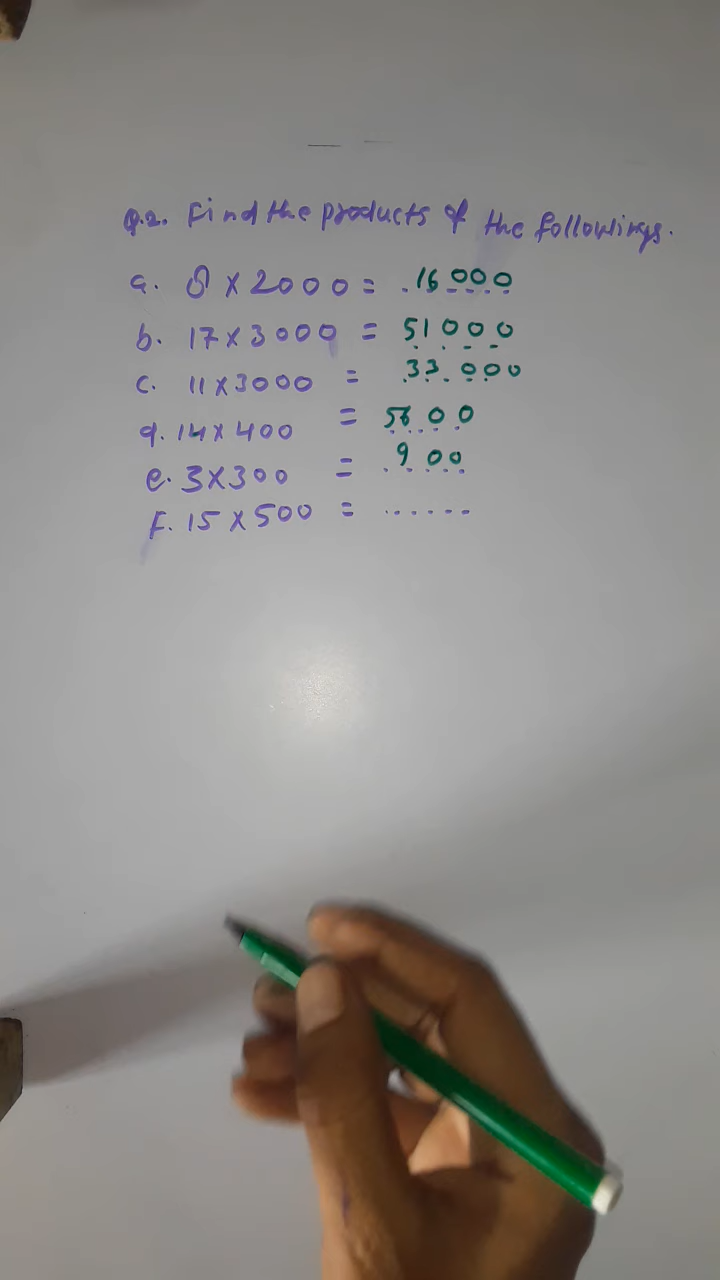 Q.2. Find the products of the followings.
a. 8 × 2000 = 16000
b. 17 × 3000 = 51000
c. 11 × 3000 = 33000
d. 14 × 400 = 5600
e. 3 × 300 = 900
F. 15 × 500 = ......